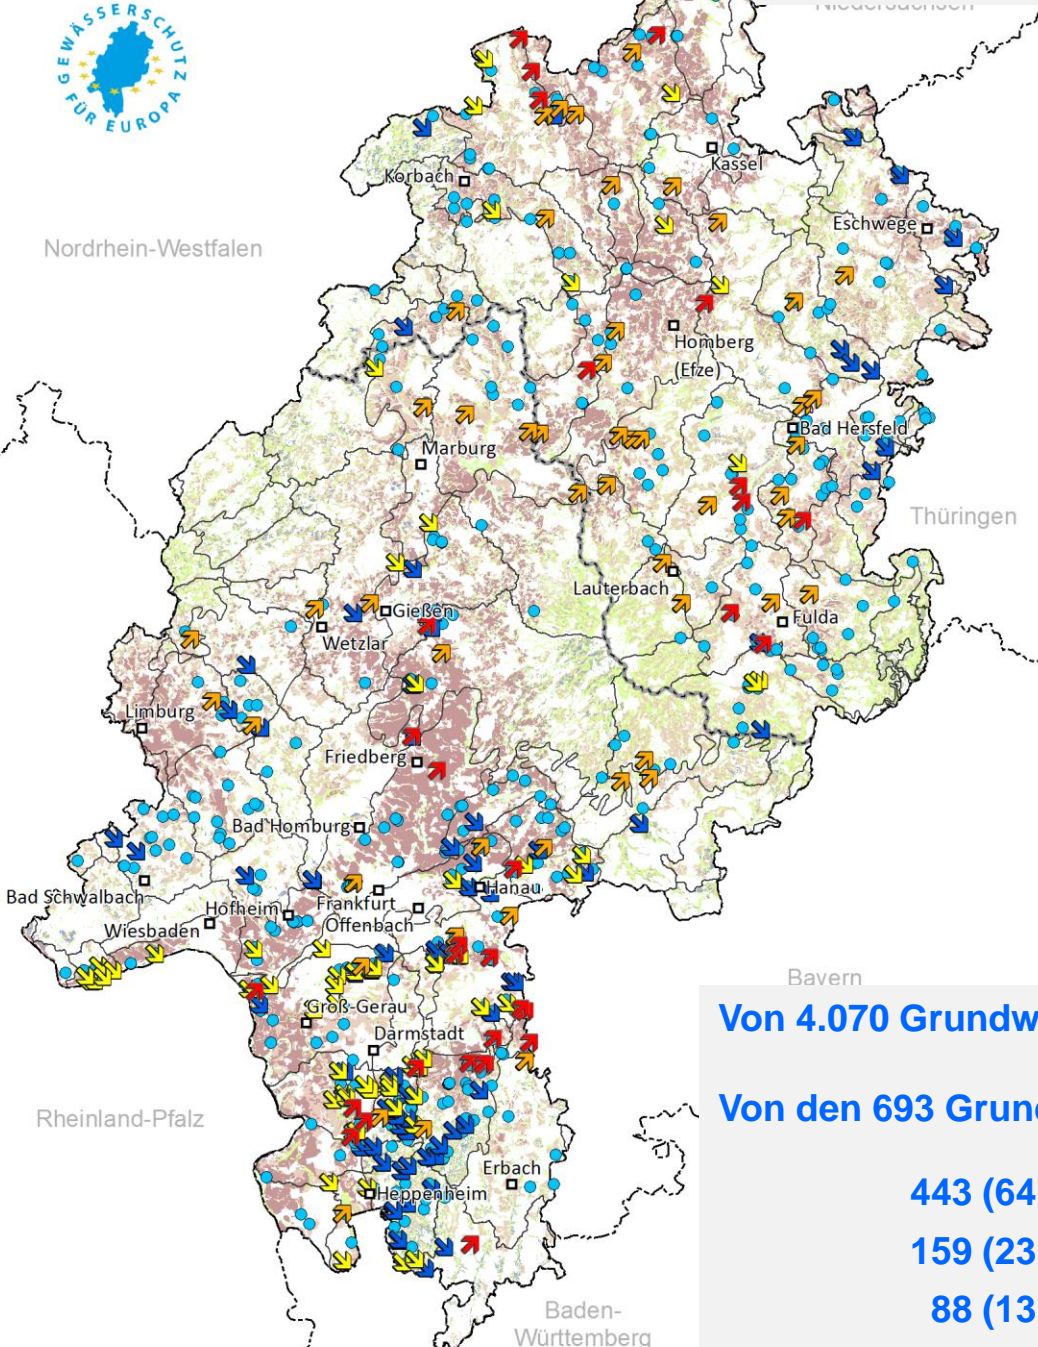 Niedersachsen
GEWÄSSERSCHUTZ
FÜR EUROPA
Kassel
Korbach
Eschwege
Nordrhein-Westfalen
Homberg
(Efze)
Bad Hersfeld
Marburg
Thüringen
Lauterbach
Gießen
Fulda
Wetzlar
Limburg
Friedberg
Bad Homburg
Bad Schwalbach
Hanau
Hofheim
Frankfurt
Offenbach
Wiesbaden
Bayern
Groß-Gerau
Von 4.070 Grundw
Darmstadt
Rheinland-Pfalz
Von den 693 Grund
Erbach
Heppenheim
443 (64
159 (23
88 (13
Baden-
Württemberg